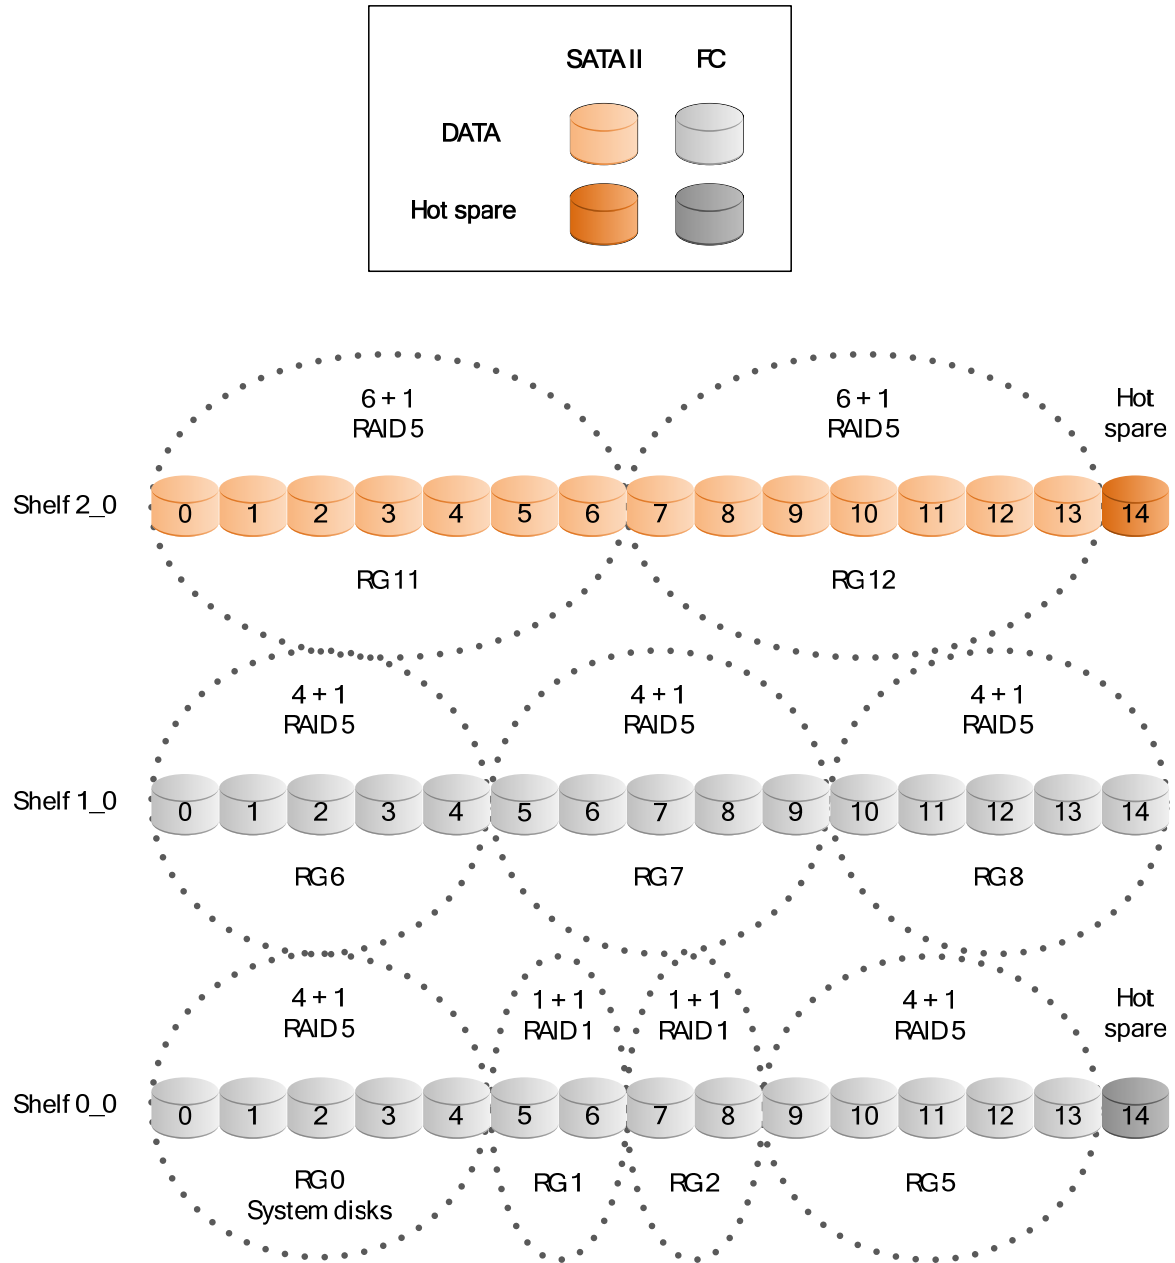 SATA II FC
DATA
Hot spare
6 + 1
RAID 5
6 + 1
RAID 5
Hot
spare
Shelf 2_0
0 1 2 3 4 5 6 7 8 9 10 11 12 13 14
RG 11
RG 12
4 + 1
RAID 5
4 + 1
RAID 5
4 + 1
RAID 5
Shelf 1_0
0 1 2 3 4 5 6 7 8 9 10 11 12 13 14
RG 6
RG 7
RG 8
4 + 1
RAID 5
1 + 1
RAID 1
1 + 1
RAID 1
4 + 1
RAID 5
Hot
spare
Shelf 0_0
0 1 2 3 4 5 6 7 8 9 10 11 12 13 14
RG 0
System disks
RG 1
RG 2
RG 5